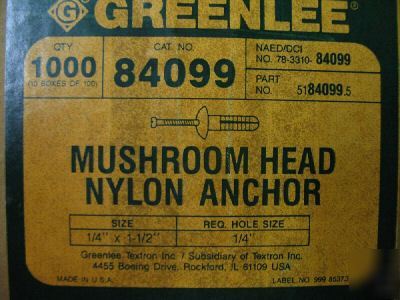 G
GREENLEE
QTY
1000
(10 BOXES OF 100)
CAT. NO.
84099
NAED/DCI
NO. 78-3310-84099
PART
NO. 5184099.5
MUSHROOM HEAD
NYLON ANCHOR
SIZE
REQ. HOLE SIZE
1/4" x 1-1/2"
1/4"
Greenlee Textron Inc. / Subsidiary of Textron Inc.
4455 Boeing Drive, Rockford, IL 61109 USA
MADE IN U.S.A.
LABEL NO. 999 8537.3